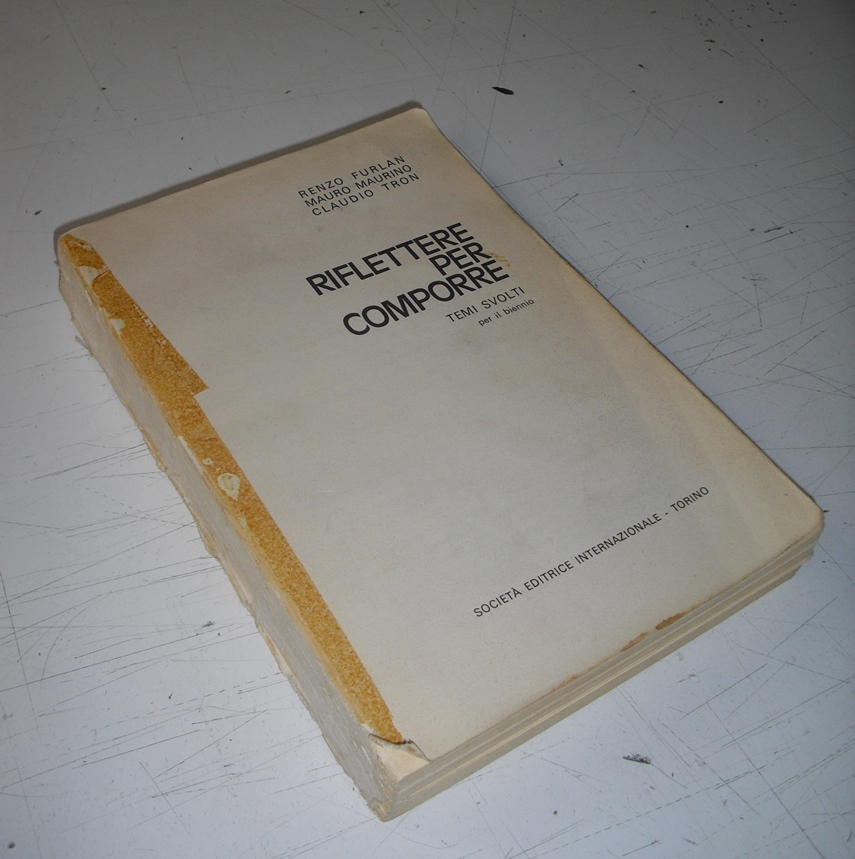 RENZO FURLAN
MAURO MAURINO
CLAUDIO TRON
RIFLETTERE
PER
COMPORRE
TEMI SVOLTI
per il biennio
SOCIETÀ EDITRICE INTERNAZIONALE - TORINO